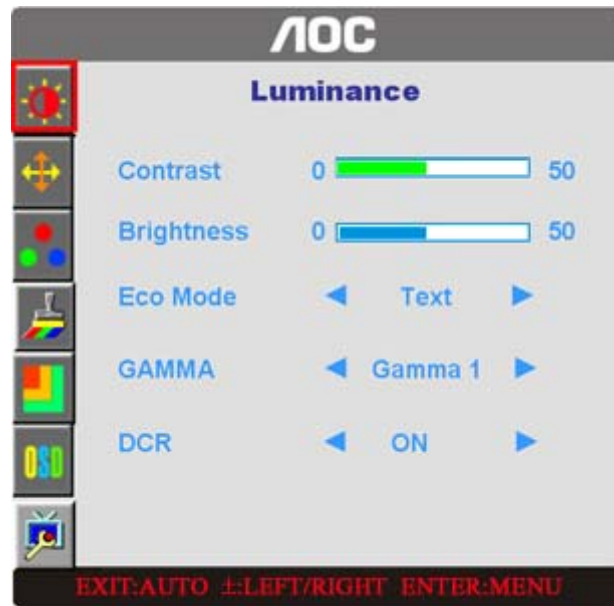 AOC
Luminance
Contrast 0 50
Brightness 0 50
Eco Mode Text
GAMMA Gamma 1
DCR ON
OSD
EXIT:AUTO ±:LEFT/RIGHT ENTER:MENU